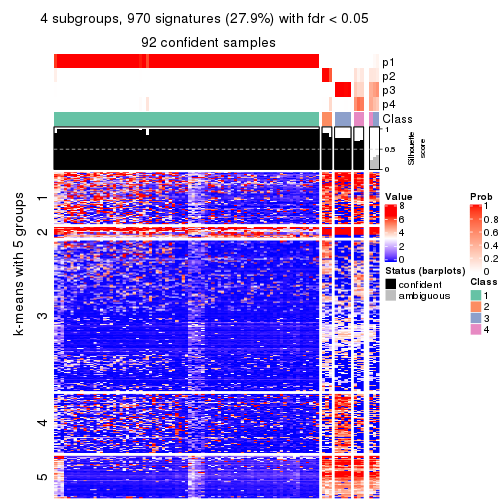 4 subgroups, 970 signatures (27.9%) with fdr < 0.05
92 confident samples
p1
p2
p3
p4
Class
1
0.5
0
Silhouette
score
k-means with 5 groups
1
2
3
4
5
Value
8
6
4
2
0
Status (barplots)
confident
ambiguous
Prob
1
0.8
0.6
0.4
0.2
0
Class
1
2
3
4